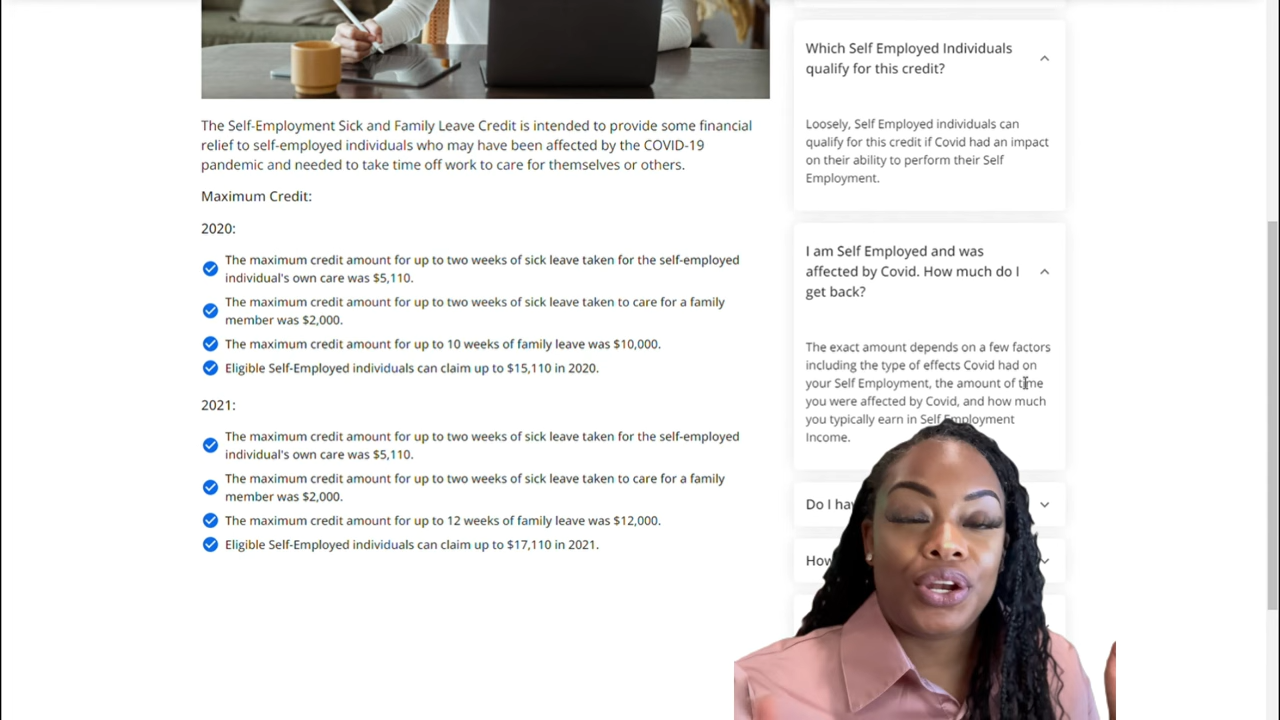 The Self-Employment Sick and Family Leave Credit is intended to provide some financial
relief to self-employed individuals who may have been affected by the COVID-19
pandemic and needed to take time off work to care for themselves or others.
Maximum Credit:
2020:
The maximum credit amount for up to two weeks of sick leave taken for the self-employed
individual's own care was $5,110.
The maximum credit amount for up to two weeks of sick leave taken to care for a family
member was $2,000.
The maximum credit amount for up to 10 weeks of family leave was $10,000.
Eligible Self-Employed individuals can claim up to $15,110 in 2020.
2021:
The maximum credit amount for up to two weeks of sick leave taken for the self-employed
individual's own care was $5,110.
The maximum credit amount for up to two weeks of sick leave taken to care for a family
member was $2,000.
The maximum credit amount for up to 12 weeks of family leave was $12,000.
Eligible Self-Employed individuals can claim up to $17,110 in 2021.
Which Self Employed Individuals
qualify for this credit?
Loosely, Self Employed individuals can
qualify for this credit if Covid had an impact
on their ability to perform their Self
Employment.
I am Self Employed and was
affected by Covid. How much do I
get back?
The exact amount depends on a few factors
including the type of effects Covid had on
your Self Employment, the amount of time
you were affected by Covid, and how much
you typically earn in Self Employment
Income.
Do I
How